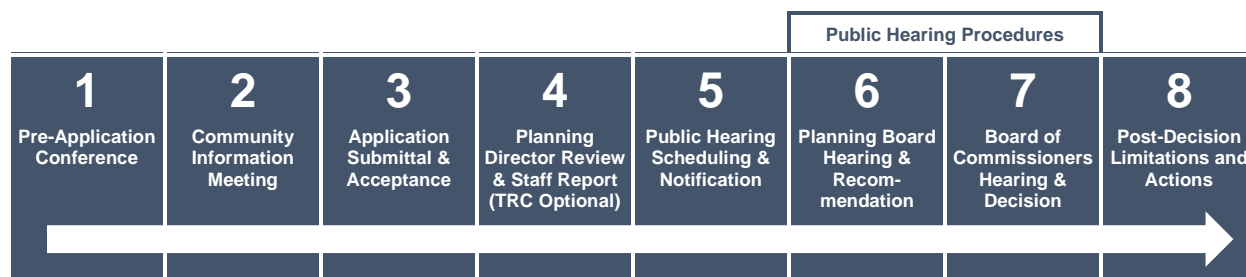 Public Hearing Procedures
1
Pre-Application
Conference
2
Community
Information
Meeting
3
Application
Submittal &
Acceptance
4
Planning
Director Review
& Staff Report
(TRC Optional)
5
Public Hearing
Scheduling &
Notification
6
Planning Board
Hearing &
Recom-
mendation
7
Board of
Commissioners
Hearing &
Decision
8
Post-Decision
Limitations and
Actions